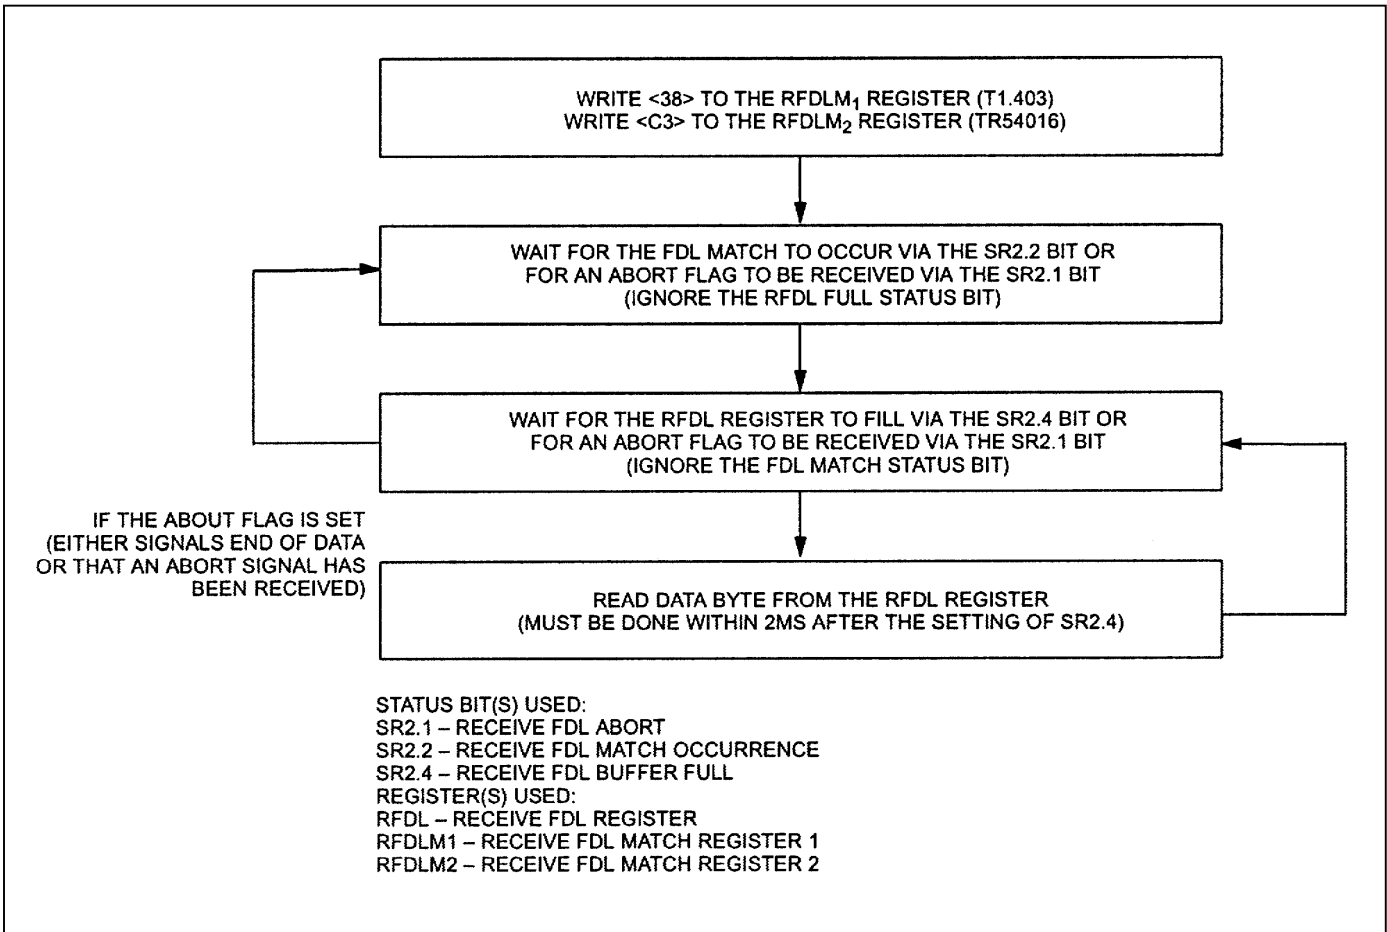 WRITE <38> TO THE RFDLM₁ REGISTER (T1.403)
WRITE <C3> TO THE RFDLM₂ REGISTER (TR54016)
WAIT FOR THE FDL MATCH TO OCCUR VIA THE SR2.2 BIT OR
FOR AN ABORT FLAG TO BE RECEIVED VIA THE SR2.1 BIT
(IGNORE THE RFDL FULL STATUS BIT)
WAIT FOR THE RFDL REGISTER TO FILL VIA THE SR2.4 BIT OR
FOR AN ABORT FLAG TO BE RECEIVED VIA THE SR2.1 BIT
(IGNORE THE FDL MATCH STATUS BIT)
IF THE ABOUT FLAG IS SET
(EITHER SIGNALS END OF DATA
OR THAT AN ABORT SIGNAL HAS
BEEN RECEIVED)
READ DATA BYTE FROM THE RFDL REGISTER
(MUST BE DONE WITHIN 2MS AFTER THE SETTING OF SR2.4)
STATUS BIT(S) USED:
SR2.1 – RECEIVE FDL ABORT
SR2.2 – RECEIVE FDL MATCH OCCURRENCE
SR2.4 – RECEIVE FDL BUFFER FULL
REGISTER(S) USED:
RFDL – RECEIVE FDL REGISTER
RFDLM1 – RECEIVE FDL MATCH REGISTER 1
RFDLM2 – RECEIVE FDL MATCH REGISTER 2